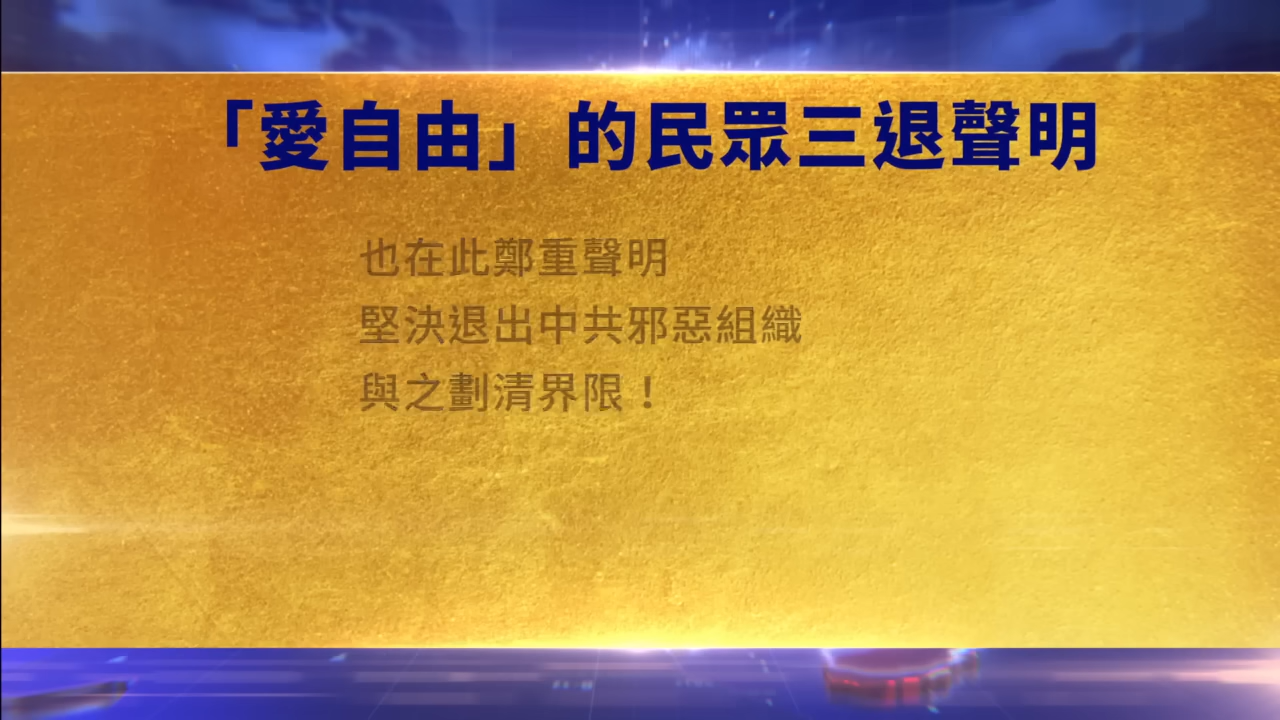 「愛自由」的民眾三退聲明
也在此鄭重聲明
堅決退出中共邪惡組織
與之劃清界限！